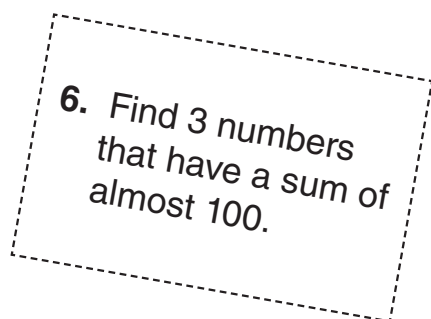 6. Find 3 numbers
that have a sum of
almost 100.